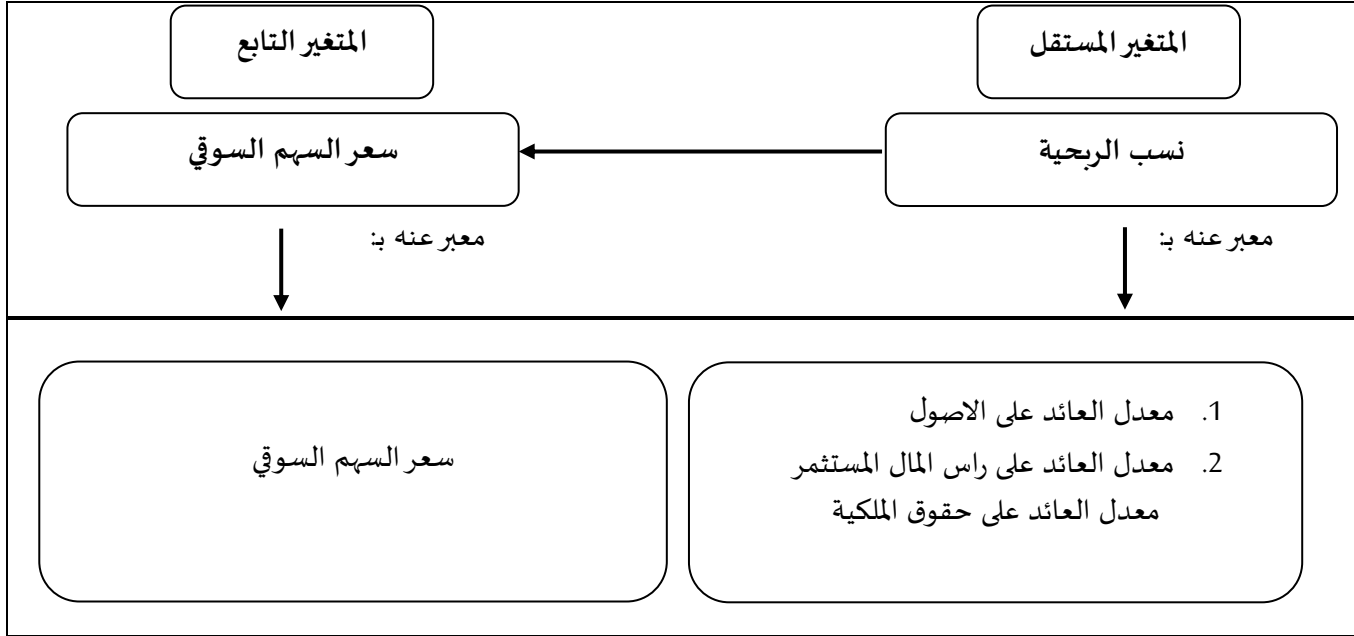 المتغير المستقل
المتغير التابع
نسب الربحية
سعر السهم السوقي
معبر عنه بـ:
معبر عنه بـ:
1. معدل العائد على الاصول
2. معدل العائد على راس المال المستثمر
معدل العائد على حقوق الملكية
سعر السهم السوقي